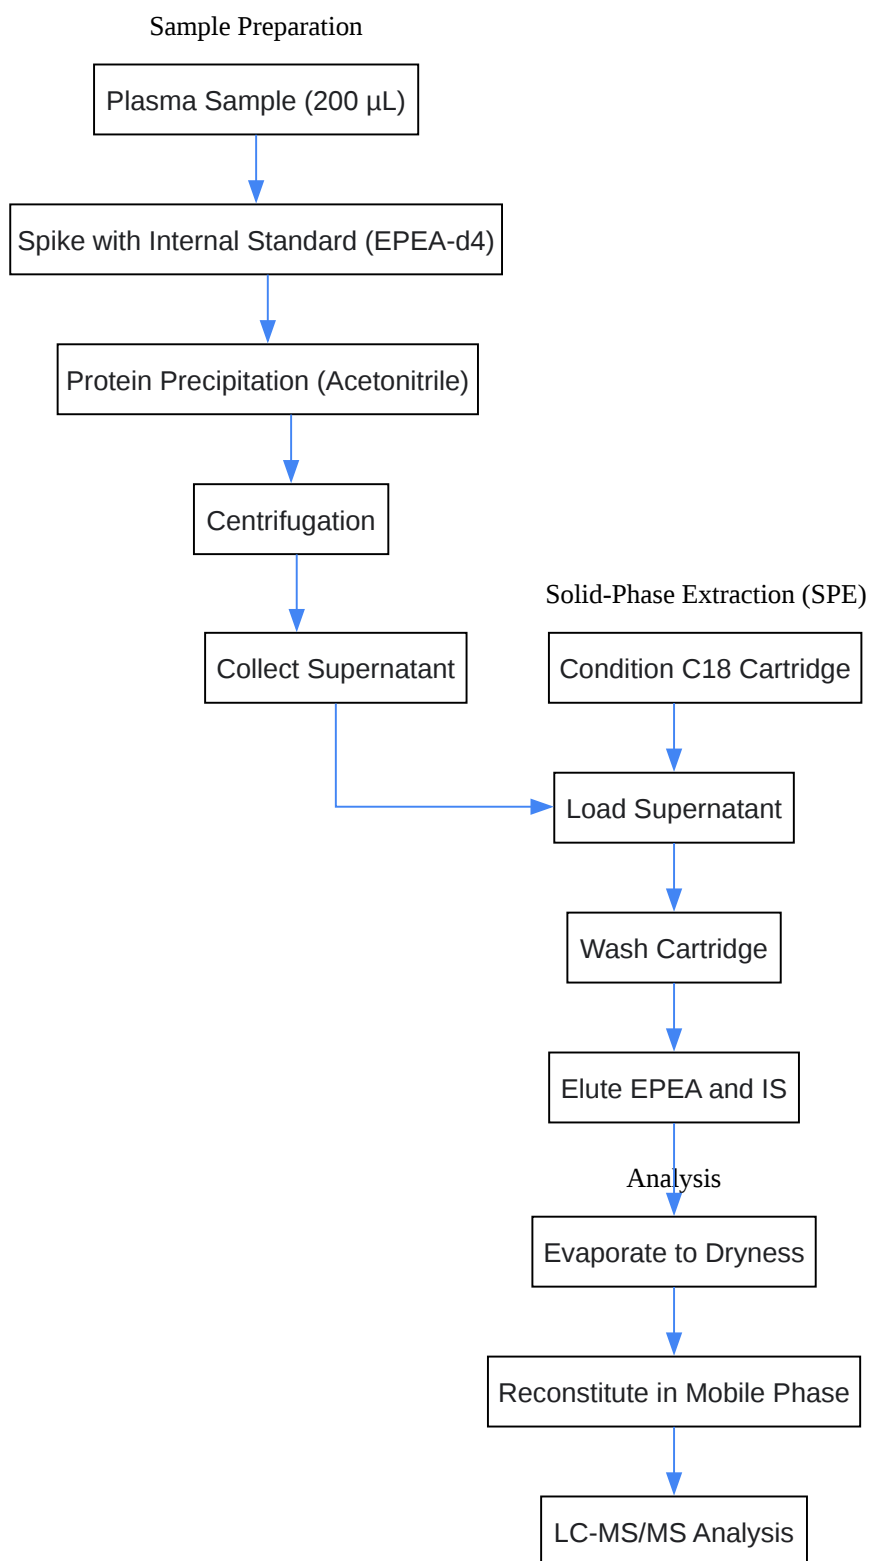 Sample Preparation
Plasma Sample (200 µL)
Spike with Internal Standard (EPEA-d4)
Protein Precipitation (Acetonitrile)
Centrifugation
Collect Supernatant
Solid-Phase Extraction (SPE)
Condition C18 Cartridge
Load Supernatant
Wash Cartridge
Elute EPEA and IS
Analysis
Evaporate to Dryness
Reconstitute in Mobile Phase
LC-MS/MS Analysis